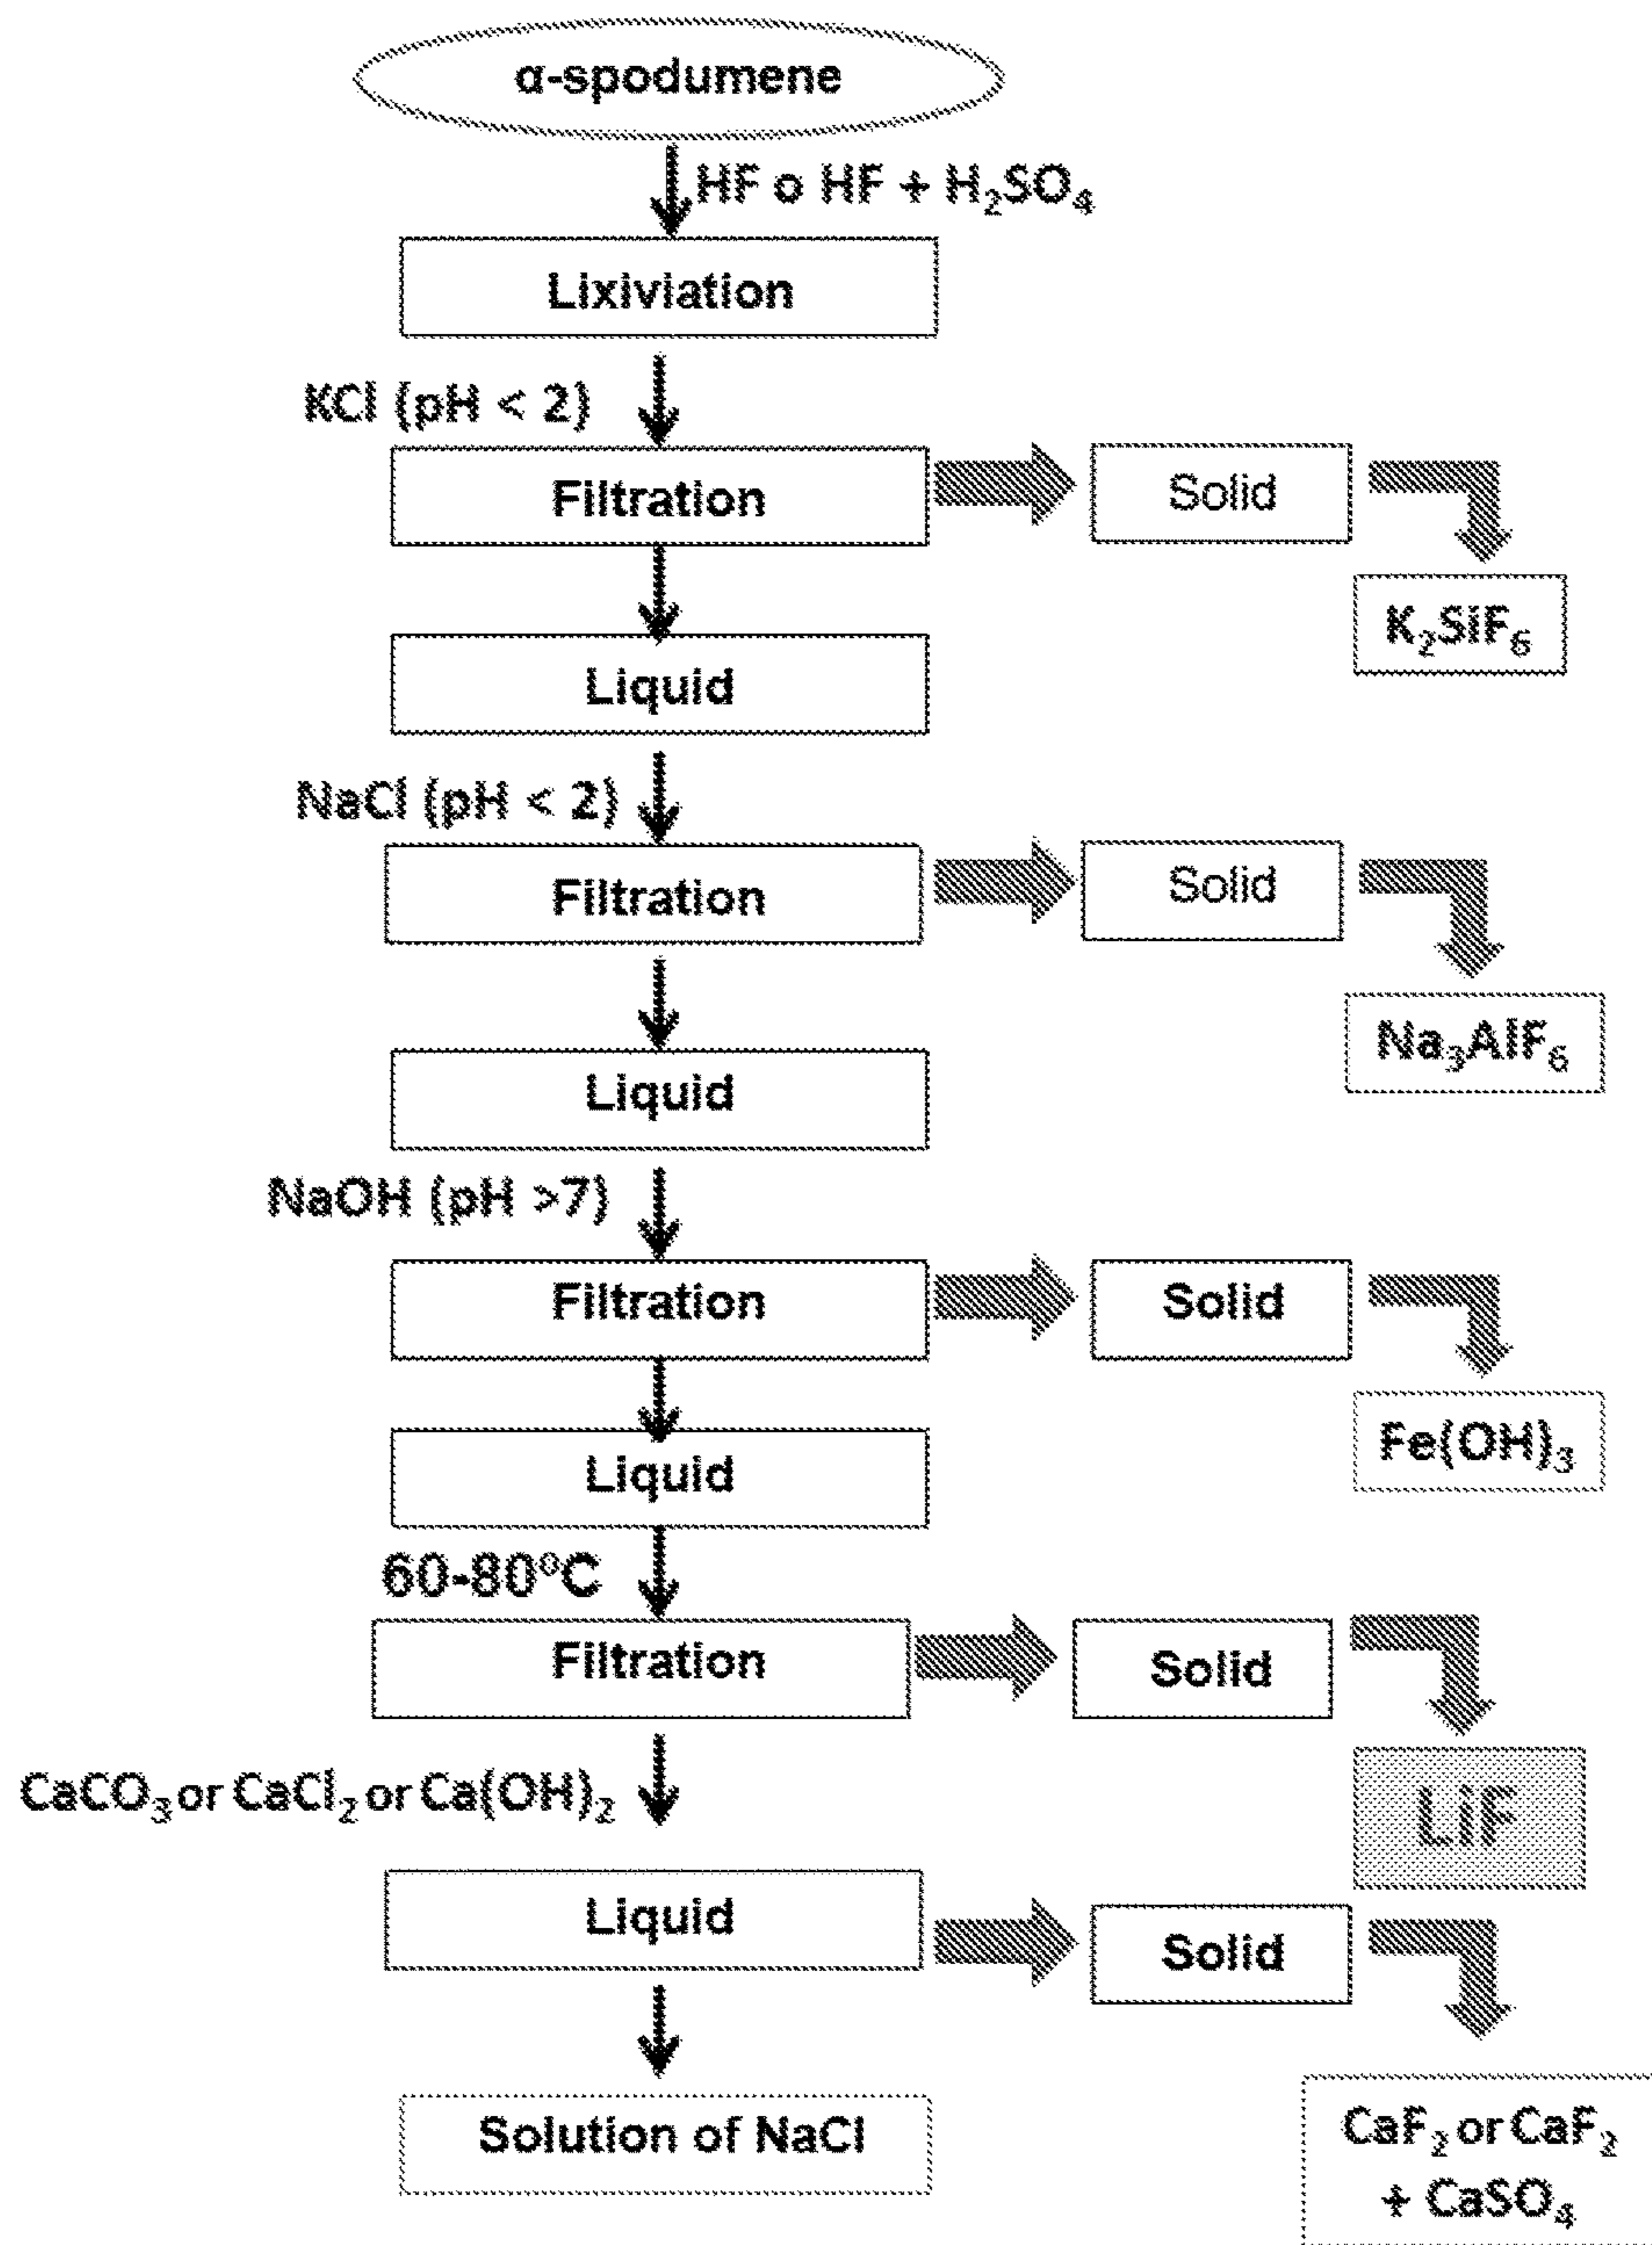 α-spodumene
HF o HF + H₂SO₄
Lixiviation
KCl (pH < 2)
Filtration
Solid
K₂SiF₆
Liquid
NaCl (pH < 2)
Filtration
Solid
Na₃AlF₆
Liquid
NaOH (pH >7)
Filtration
Solid
Fe(OH)₃
Liquid
60-80ºC
Filtration
Solid
LiF
CaCO₃ or CaCl₂ or Ca(OH)₂
Liquid
Solid
Solution of NaCl
CaF₂ or CaF₂
+ CaSO₄